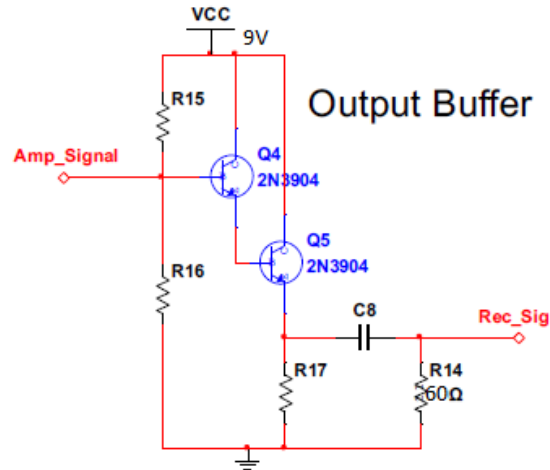 VCC
9V
R15
Output Buffer
Amp_Signal
Q4
2N3904
Q5
2N3904
R16
C8
Rec_Sig
R17
R14
60Ω